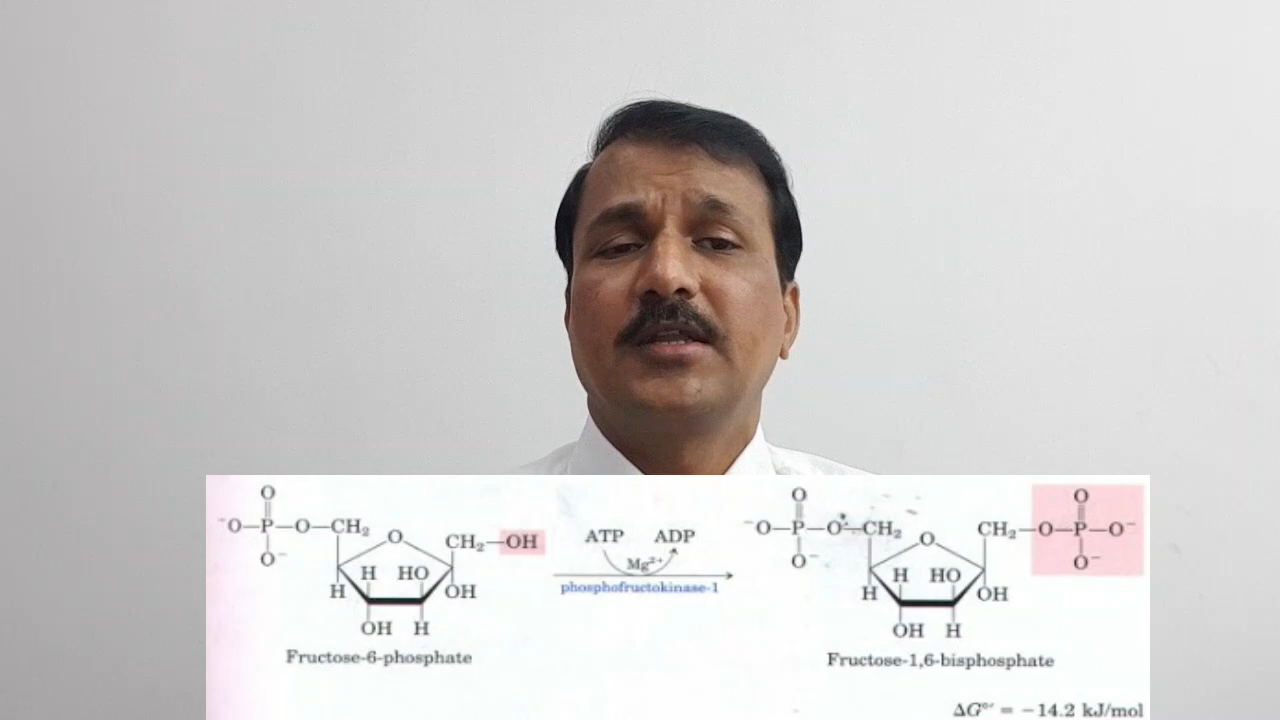 O O
⁻O—P—O—CH₂ O CH₂—OH ATP ADP ⁻O—P—O—CH₂ O CH₂—O—P—O⁻
O⁻ Mg²⁺ O⁻ O⁻
H HO phosphofructokinase-1 H HO
H OH H OH
OH H OH H
Fructose-6-phosphate Fructose-1,6-bisphosphate
ΔG°′ = −14.2 kJ/mol